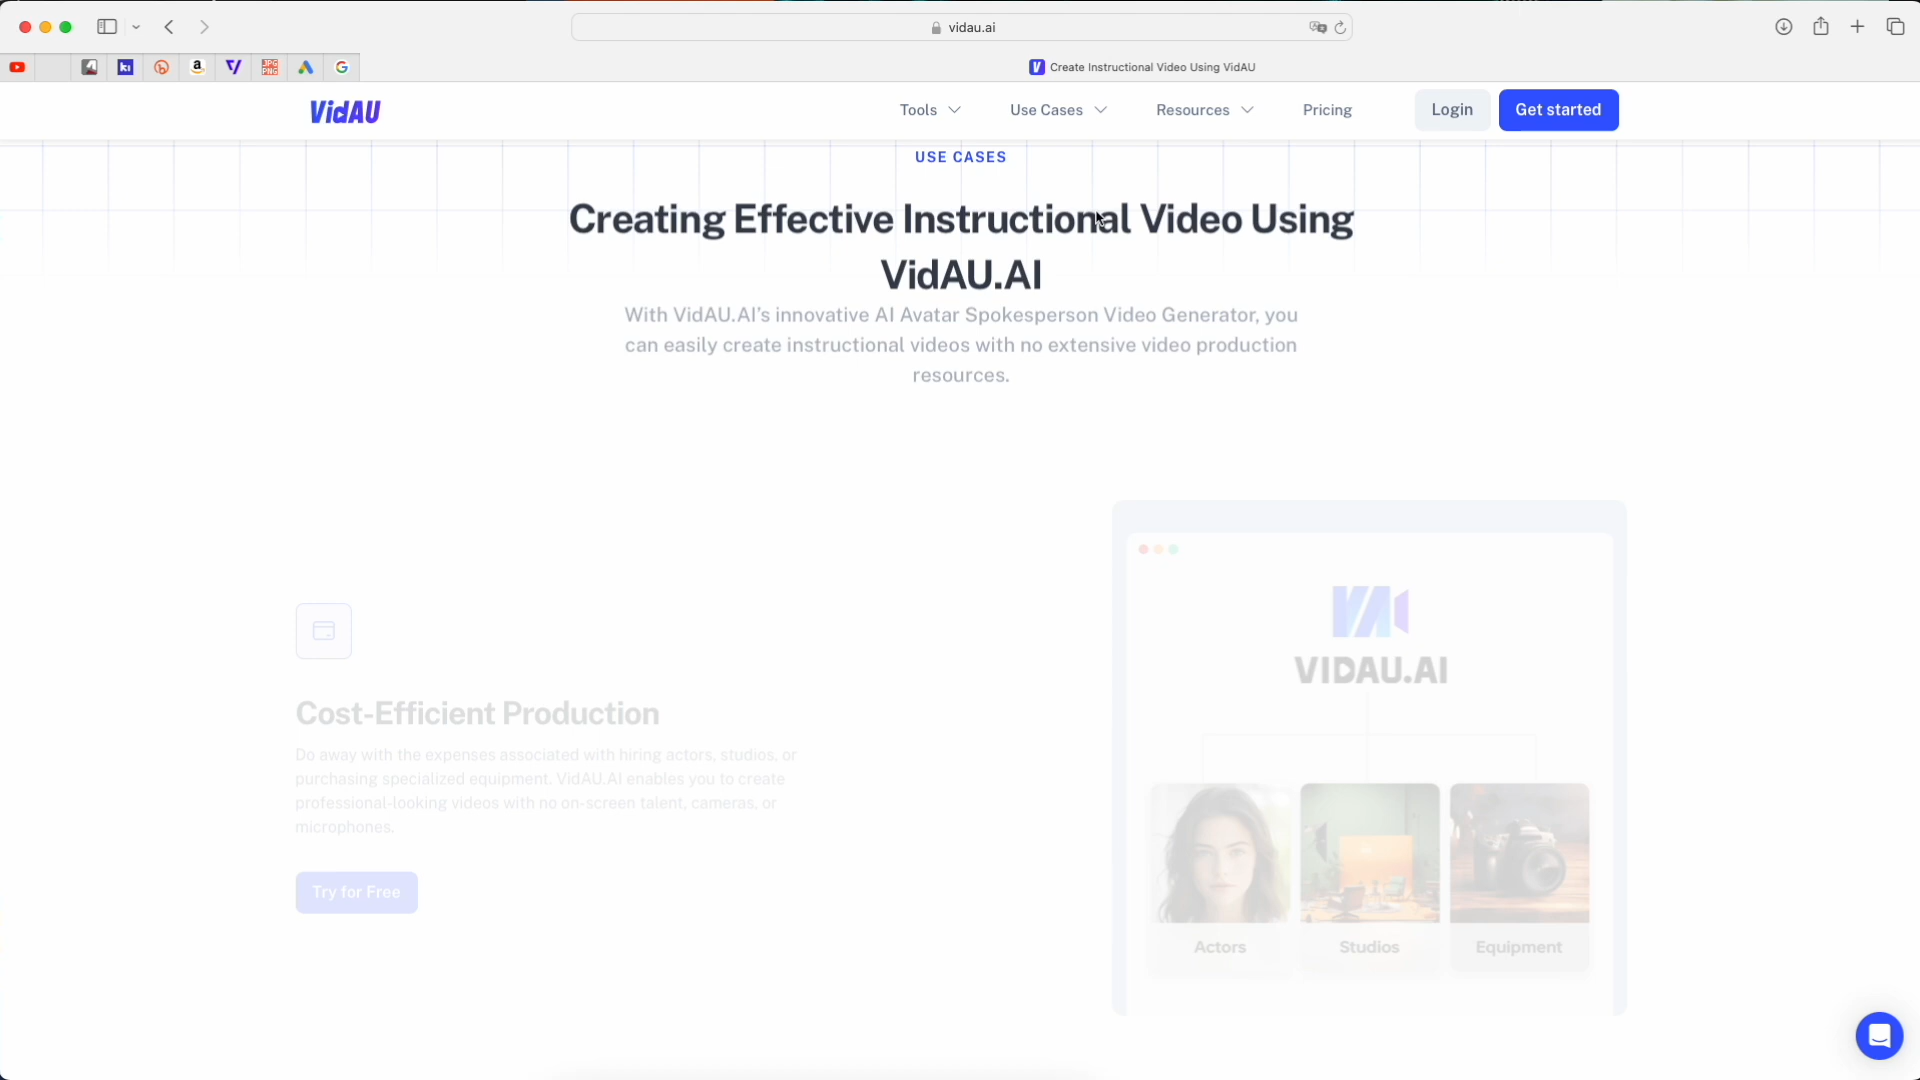 vidau.ai
Create Instructional Video Using VidAU
VidAU
Tools
Use Cases
Resources
Pricing
Login
Get started
USE CASES
Creating Effective Instructional Video Using
VidAU.AI
With VidAU.AI’s innovative AI Avatar Spokesperson Video Generator, you
can easily create instructional videos with no extensive video production
resources.
Cost-Efficient Production
Do away with the expenses associated with hiring actors, studios, or
purchasing specialized equipment. VidAU.AI enables you to create
professional-looking videos with no on-screen talent, cameras, or
microphones.
Try for Free
VIDAU.AI
Actors
Studios
Equipment